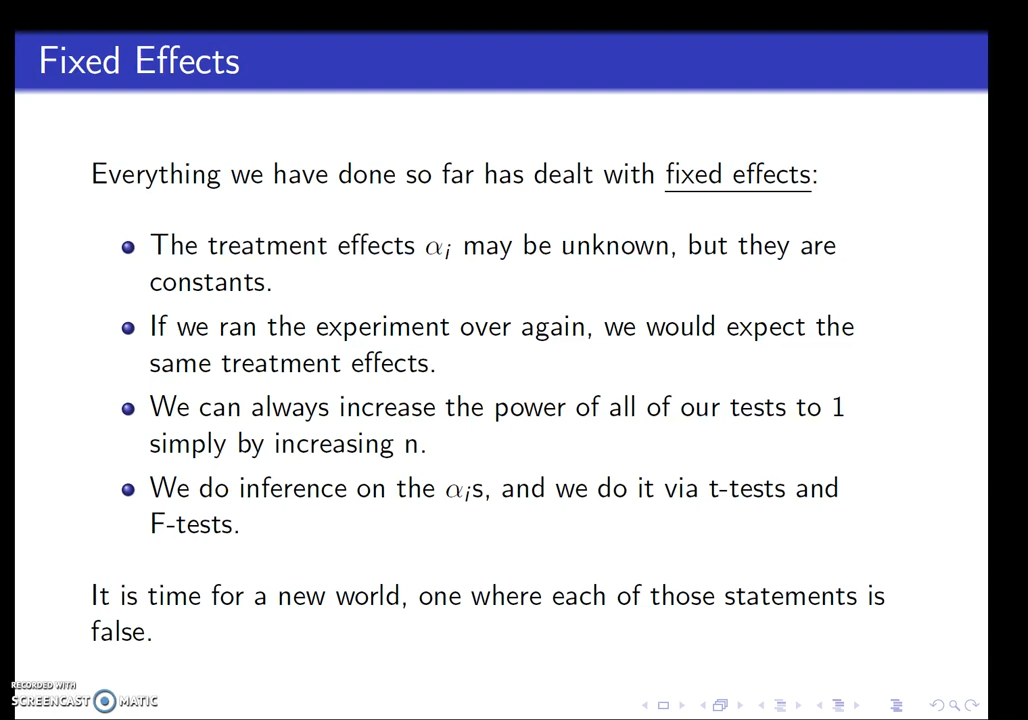 Fixed Effects
Everything we have done so far has dealt with fixed effects:
The treatment effects αi may be unknown, but they are
constants.
If we ran the experiment over again, we would expect the
same treatment effects.
We can always increase the power of all of our tests to 1
simply by increasing n.
We do inference on the αis, and we do it via t-tests and
F-tests.
It is time for a new world, one where each of those statements is
false.
RECORDED WITH
SCREENCAST MATIC